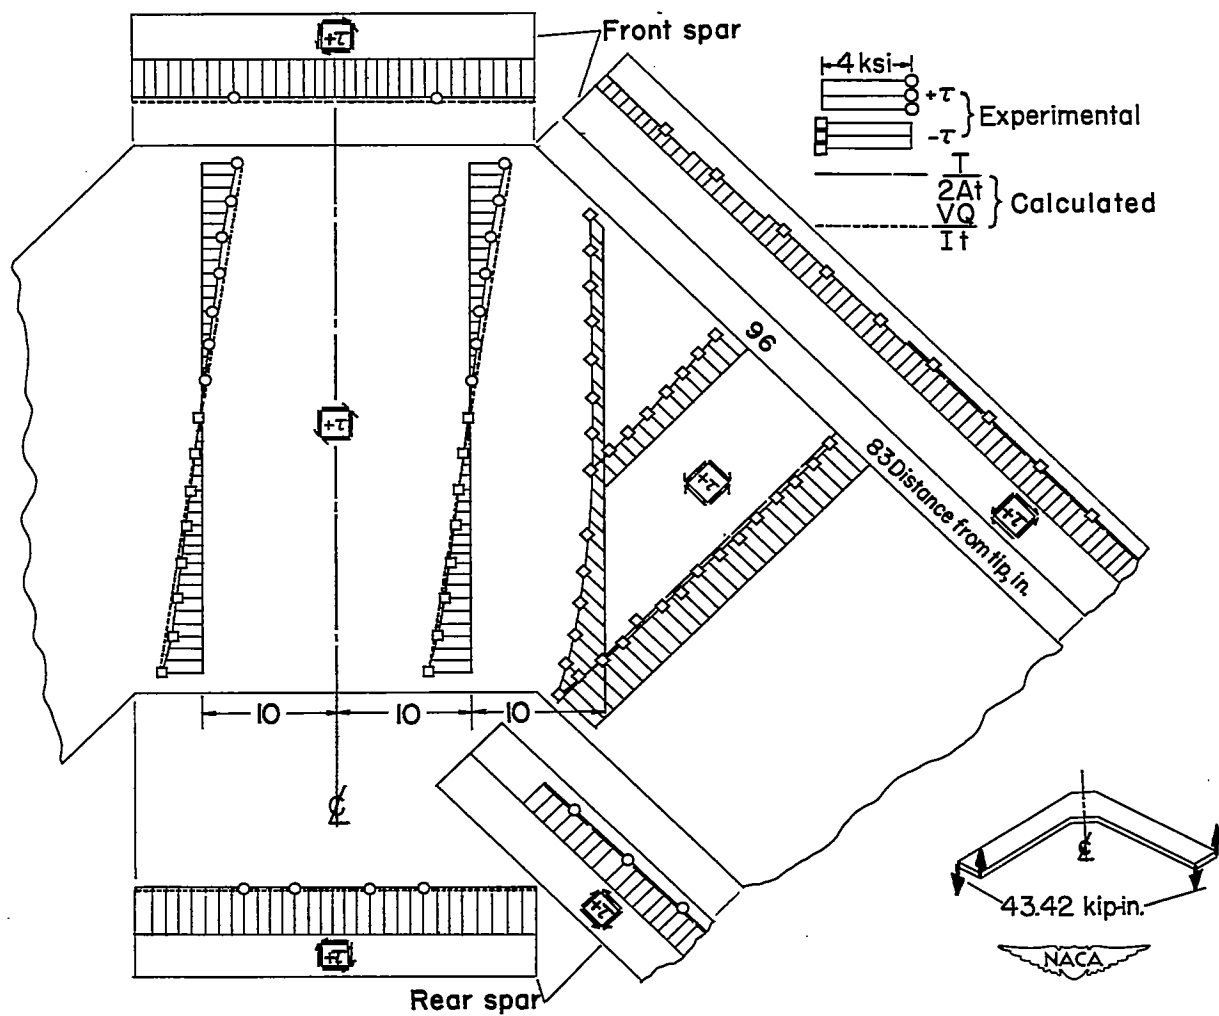 +τ
Front spar
4 ksi
+τ
-τ
Experimental
T
2At
VQ
It
Calculated
96
+τ
+τ
83 Distance from tip, in.
+τ
10
10
10
℄
+τ
+τ
Rear spar
℄
43.42 kip-in.
NACA